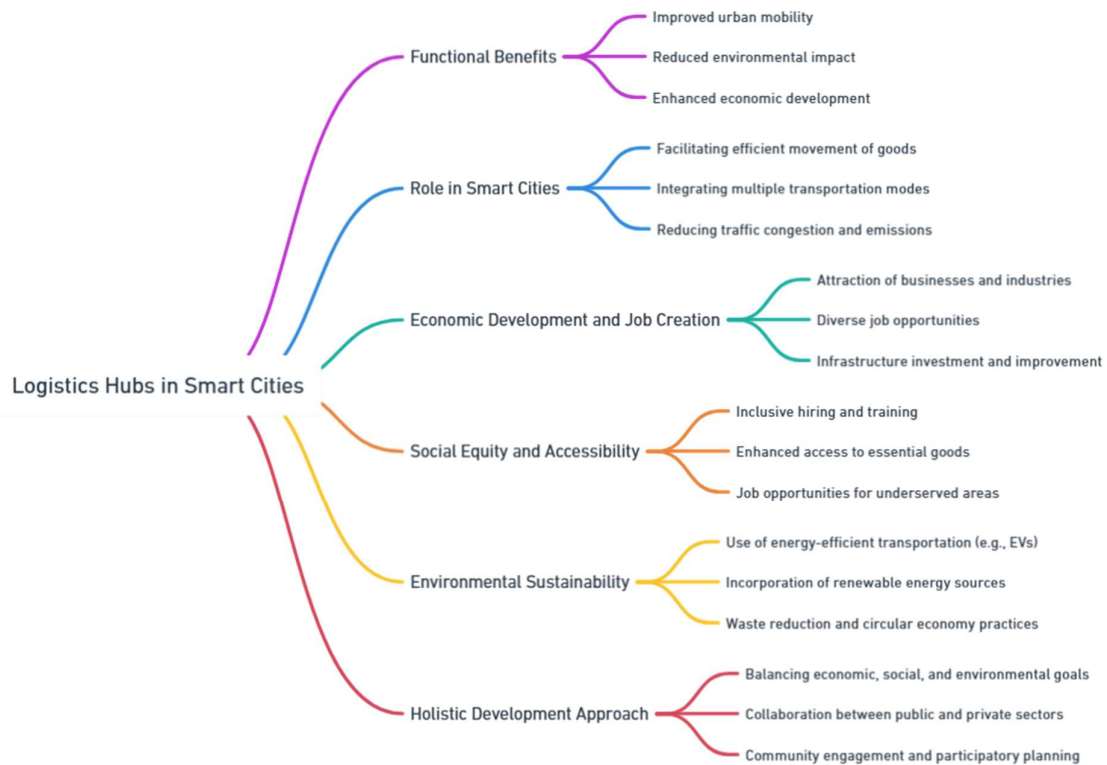 Logistics Hubs in Smart Cities
Functional Benefits
Improved urban mobility
Reduced environmental impact
Enhanced economic development
Role in Smart Cities
Facilitating efficient movement of goods
Integrating multiple transportation modes
Reducing traffic congestion and emissions
Economic Development and Job Creation
Attraction of businesses and industries
Diverse job opportunities
Infrastructure investment and improvement
Social Equity and Accessibility
Inclusive hiring and training
Enhanced access to essential goods
Job opportunities for underserved areas
Environmental Sustainability
Use of energy-efficient transportation (e.g., EVs)
Incorporation of renewable energy sources
Waste reduction and circular economy practices
Holistic Development Approach
Balancing economic, social, and environmental goals
Collaboration between public and private sectors
Community engagement and participatory planning